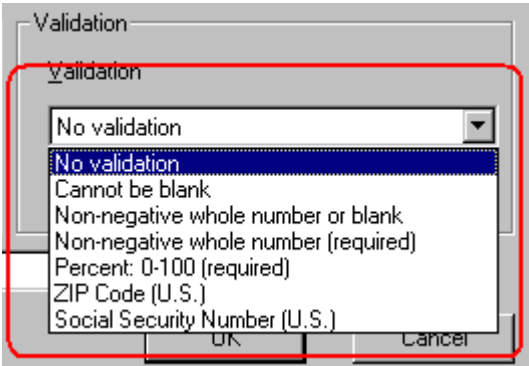 Validation
Validation
No validation
No validation
Cannot be blank
Non-negative whole number or blank
Non-negative whole number (required)
Percent: 0-100 (required)
ZIP Code (U.S.)
Social Security Number (U.S.)
OK
Cancel